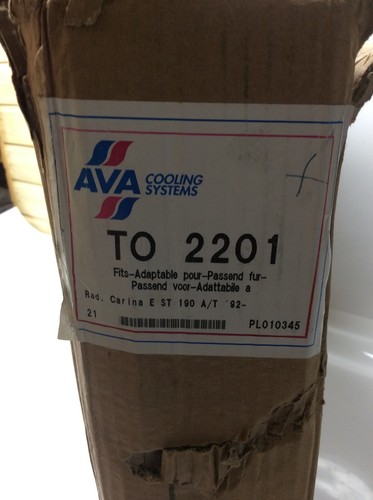 AVA COOLING
SYSTEMS
TO 2201
Fits-Adaptable pour-Passend fur-
Passend voor-Adattabile a
Rad. Carina E ST 190 A/T '92-
21
PL010345